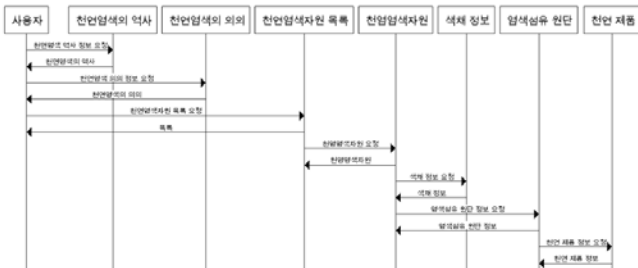 사용자
천연염색의 역사
천연염색의 의의
천연염색자원 목록
천염염색자원
색채 정보
염색섬유 원단
천연 제품
천연염색 역사 정보 요청
천연염색의 역사
천연염색 의의 정보 요청
천연염색의 의의
천연염색자원 목록 요청
목록
천염염색자원 요청
천염염색자원
색채 정보 요청
색채 정보
염색섬유 원단 정보 요청
염색섬유 원단 정보
천연 제품 정보 요청
천연 제품 정보